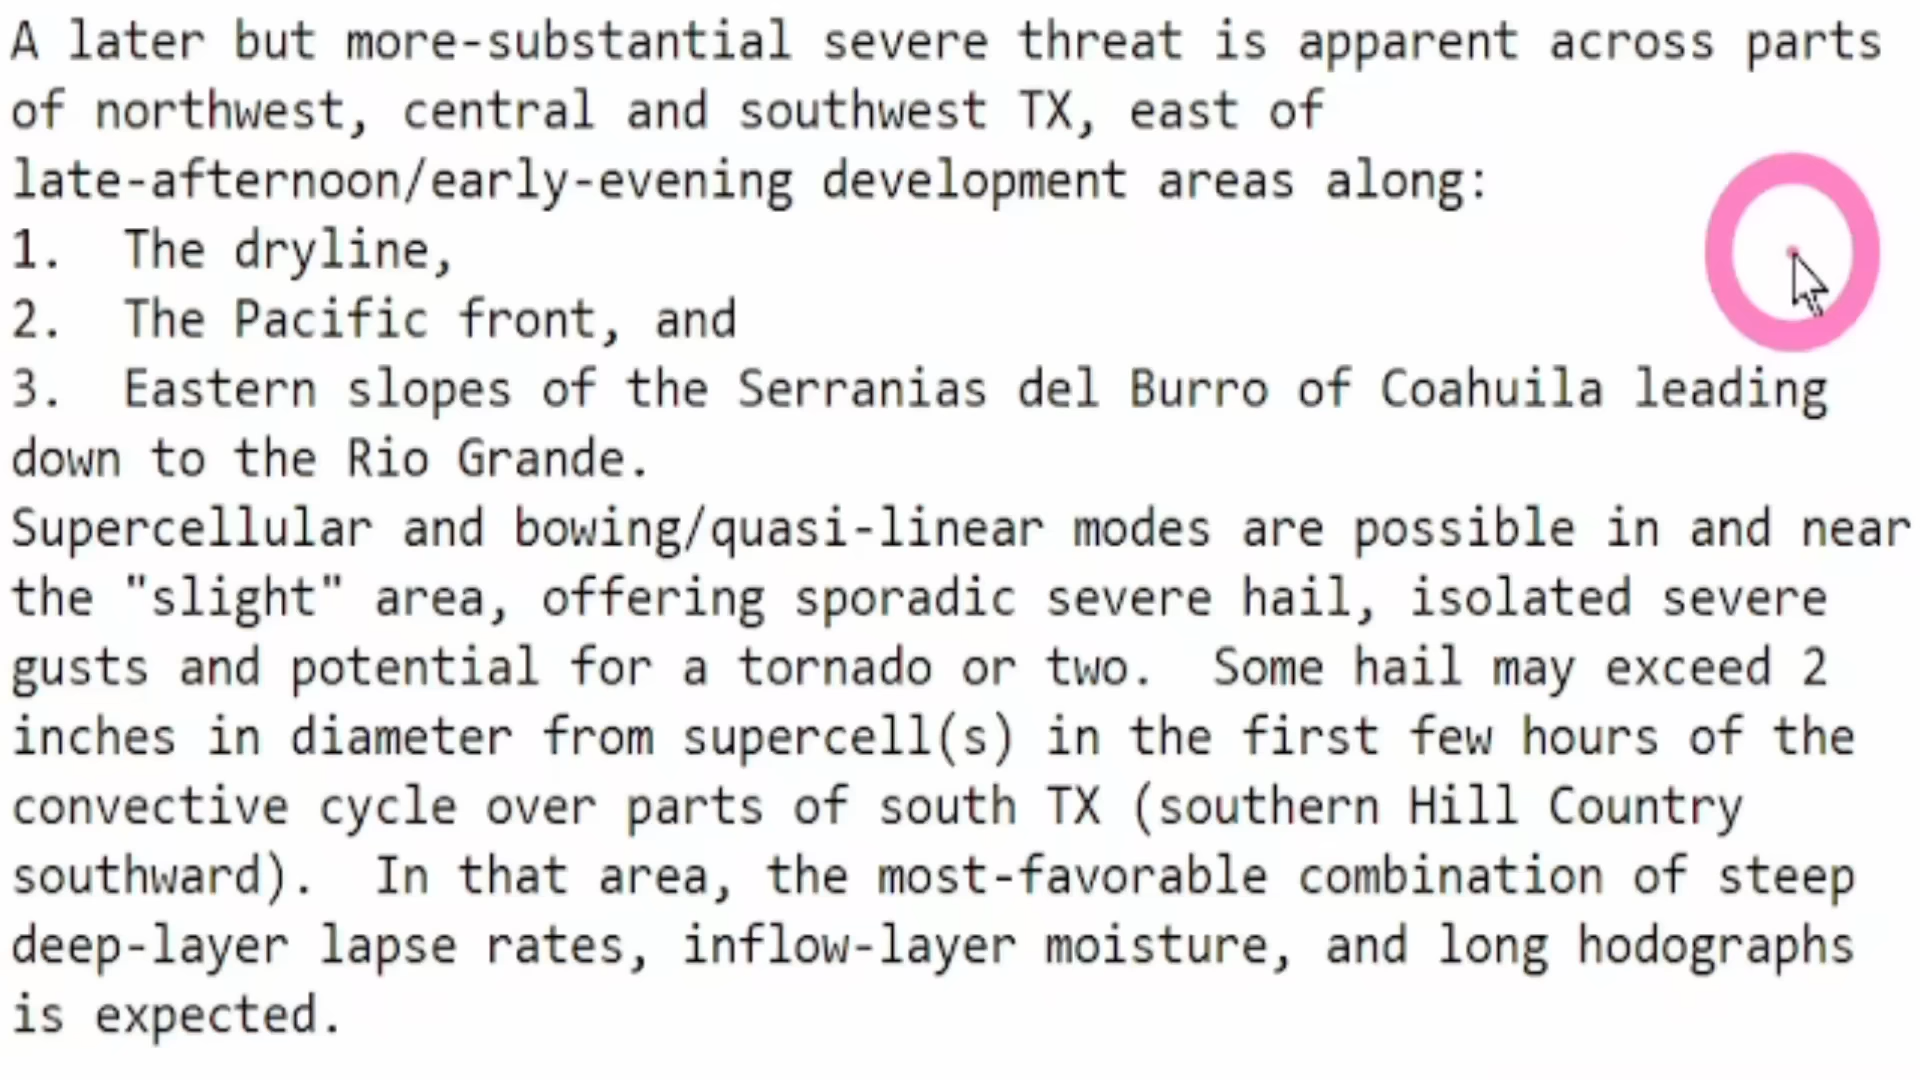 A later but more-substantial severe threat is apparent across parts
of northwest, central and southwest TX, east of
late-afternoon/early-evening development areas along:
1.  The dryline,
2.  The Pacific front, and
3.  Eastern slopes of the Serranias del Burro of Coahuila leading
down to the Rio Grande.
Supercellular and bowing/quasi-linear modes are possible in and near
the "slight" area, offering sporadic severe hail, isolated severe
gusts and potential for a tornado or two.  Some hail may exceed 2
inches in diameter from supercell(s) in the first few hours of the
convective cycle over parts of south TX (southern Hill Country
southward).  In that area, the most-favorable combination of steep
deep-layer lapse rates, inflow-layer moisture, and long hodographs
is expected.